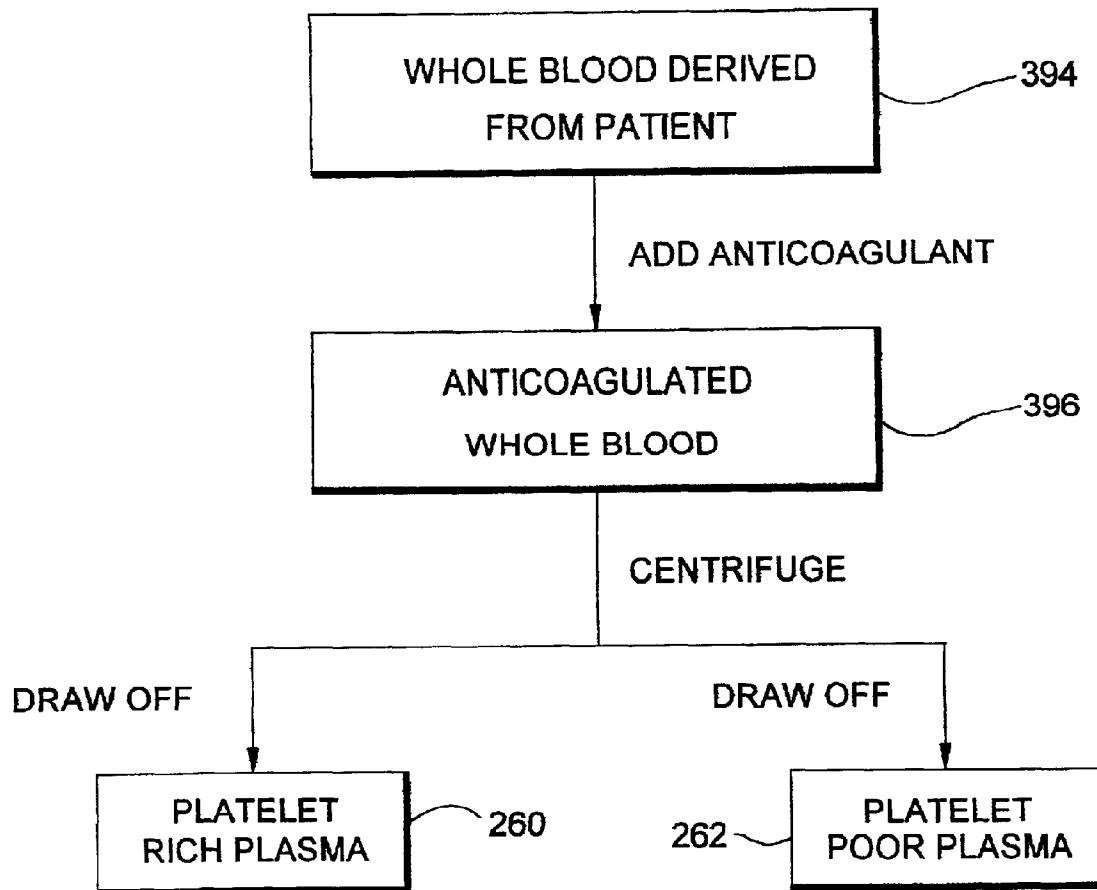 WHOLE BLOOD DERIVED
FROM PATIENT
394
ADD ANTICOAGULANT
ANTICOAGULATED
WHOLE BLOOD
396
CENTRIFUGE
DRAW OFF
DRAW OFF
PLATELET
RICH PLASMA
260
262
PLATELET
POOR PLASMA